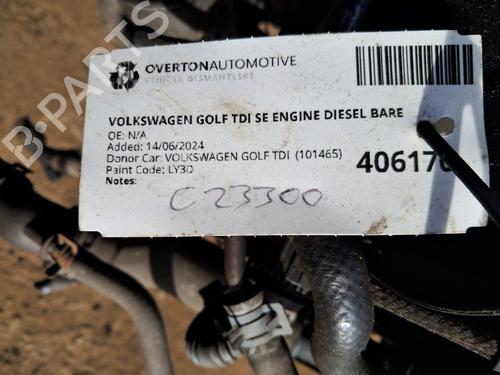 OVERTONAUTOMOTIVE
VEHICLE DISMANTLERS
VOLKSWAGEN GOLF TDI SE ENGINE DIESEL BARE
OE: N/A
Added: 14/06/2024
Donor Car: VOLKSWAGEN GOLF TDI (101465)
Paint Code: LY3D
Notes:
C23300
B-PARTS